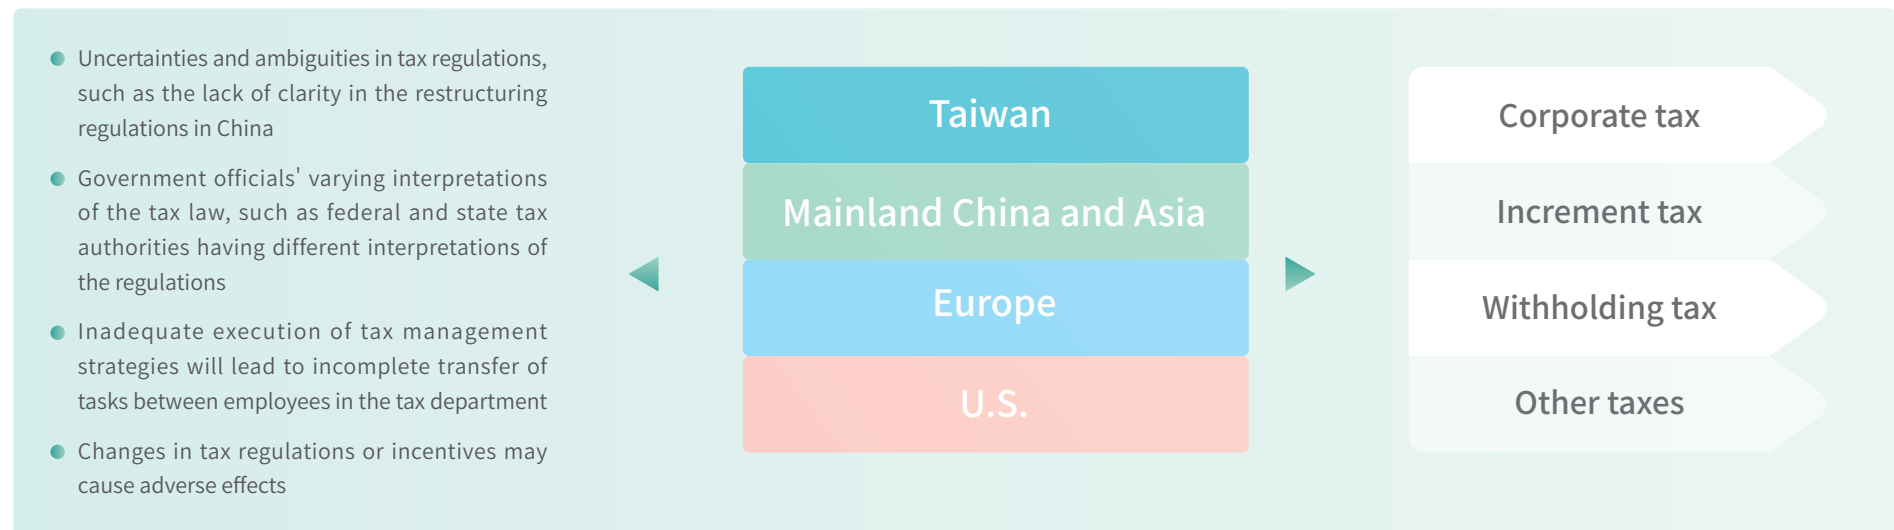 Uncertainties and ambiguities in tax regulations,
such as the lack of clarity in the restructuring
regulations in China
Government officials' varying interpretations
of the tax law, such as federal and state tax
authorities having different interpretations of
the regulations
Inadequate execution of tax management
strategies will lead to incomplete transfer of
tasks between employees in the tax department
Changes in tax regulations or incentives may
cause adverse effects
Taiwan
Mainland China and Asia
Europe
U.S.
Corporate tax
Increment tax
Withholding tax
Other taxes